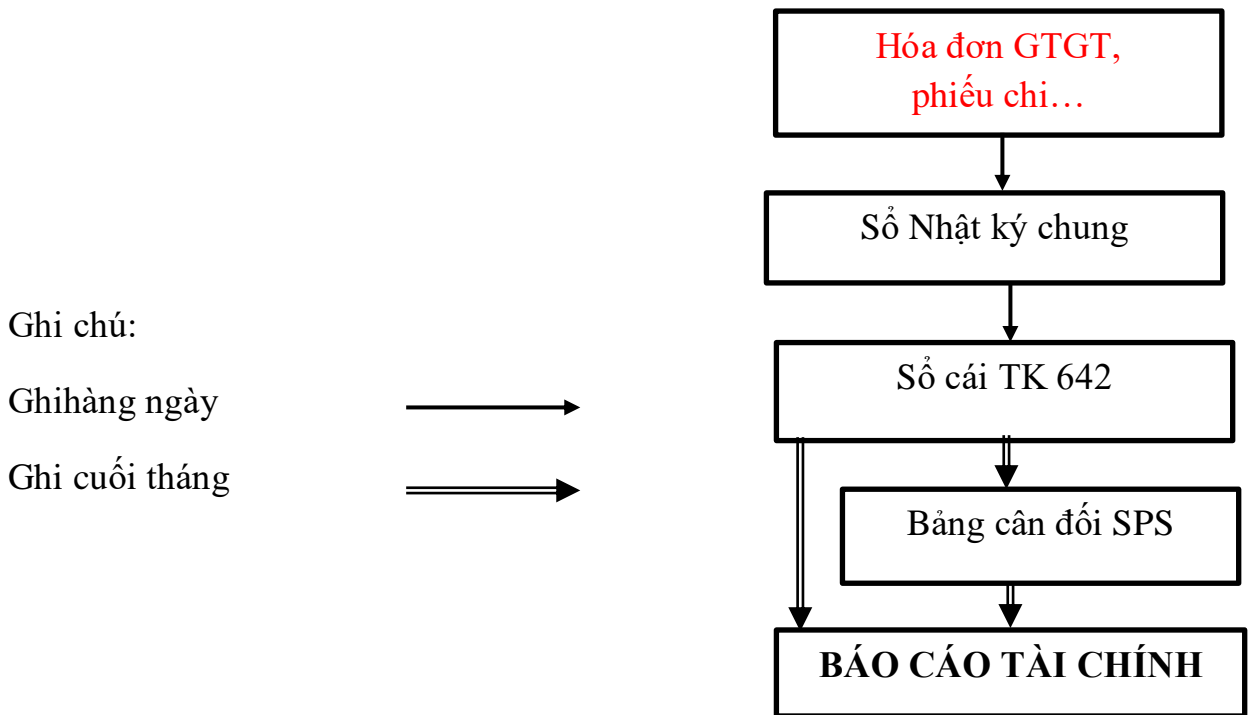 Hóa đơn GTGT,
phiếu chi…
Sổ Nhật ký chung
Ghi chú:
Sổ cái TK 642
Ghihàng ngày
Ghi cuối tháng
Bảng cân đối SPS
BÁO CÁO TÀI CHÍNH